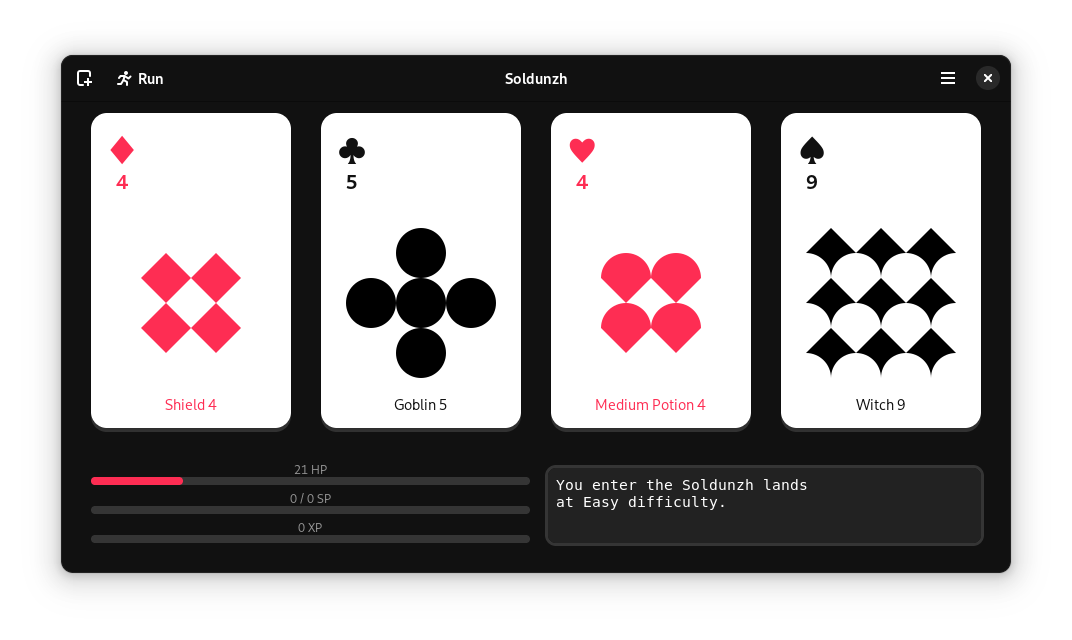 Run
Soldunzh
4
5
4
9
Shield 4
Goblin 5
Medium Potion 4
Witch 9
21 HP
0 / 0 SP
0 XP
You enter the Soldunzh lands
at Easy difficulty.